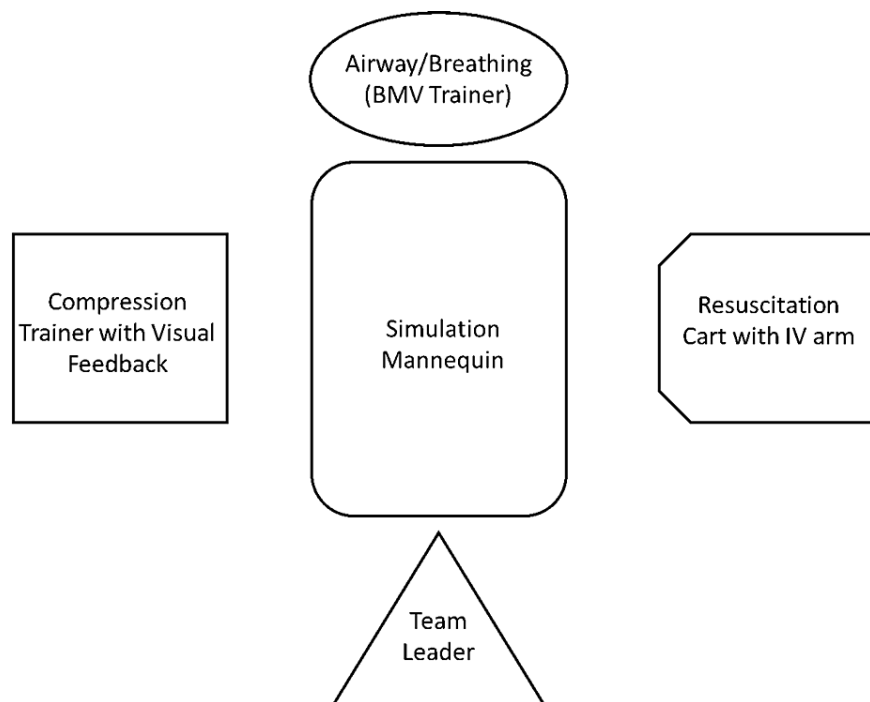 Airway/Breathing
(BMV Trainer)
Compression
Trainer with Visual
Feedback
Simulation
Mannequin
Resuscitation
Cart with IV arm
Team
Leader